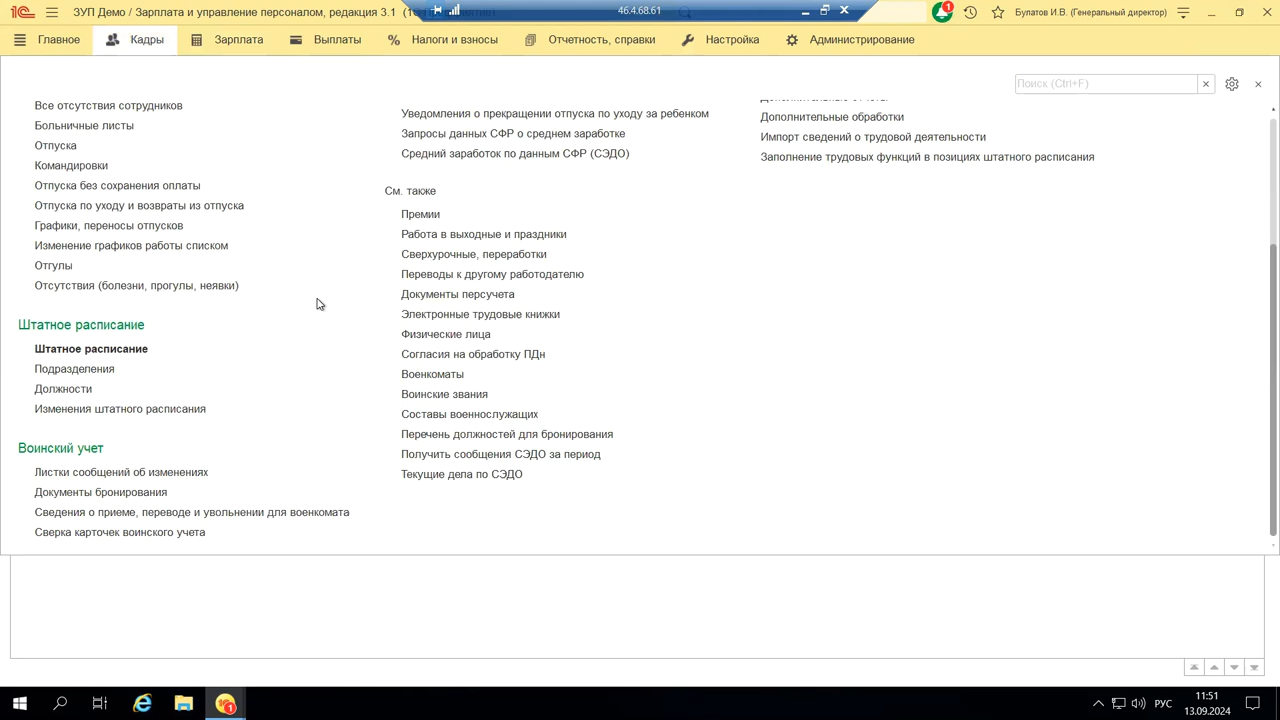 ЗУП Демо / Зарплата и управление персоналом, редакция 3.1 (1С:П
46.4.68.61
1
Булатов И.В. (Генеральный директор)
Главное
Кадры
Зарплата
Выплаты
Налоги и взносы
Отчетность, справки
Настройка
Администрирование
Поиск (Ctrl+F)
Все отсутствия сотрудников
Больничные листы
Отпуска
Командировки
Отпуска без сохранения оплаты
Отпуска по уходу и возвраты из отпуска
Графики, переносы отпусков
Изменение графиков работы списком
Отгулы
Отсутствия (болезни, прогулы, неявки)
Штатное расписание
Штатное расписание
Подразделения
Должности
Изменения штатного расписания
Воинский учет
Листки сообщений об изменениях
Документы бронирования
Сведения о приеме, переводе и увольнении для военкомата
Сверка карточек воинского учета
Уведомления о прекращении отпуска по уходу за ребенком
Запросы данных СФР о среднем заработке
Средний заработок по данным СФР (СЭДО)
См. также
Премии
Работа в выходные и праздники
Сверхурочные, переработки
Переводы к другому работодателю
Документы персучета
Электронные трудовые книжки
Физические лица
Согласия на обработку ПДн
Военкоматы
Воинские звания
Составы военнослужащих
Перечень должностей для бронирования
Получить сообщения СЭДО за период
Текущие дела по СЭДО
Дополнительные отчеты
Дополнительные обработки
Импорт сведений о трудовой деятельности
Заполнение трудовых функций в позициях штатного расписания
1
РУС
11:51
13.09.2024